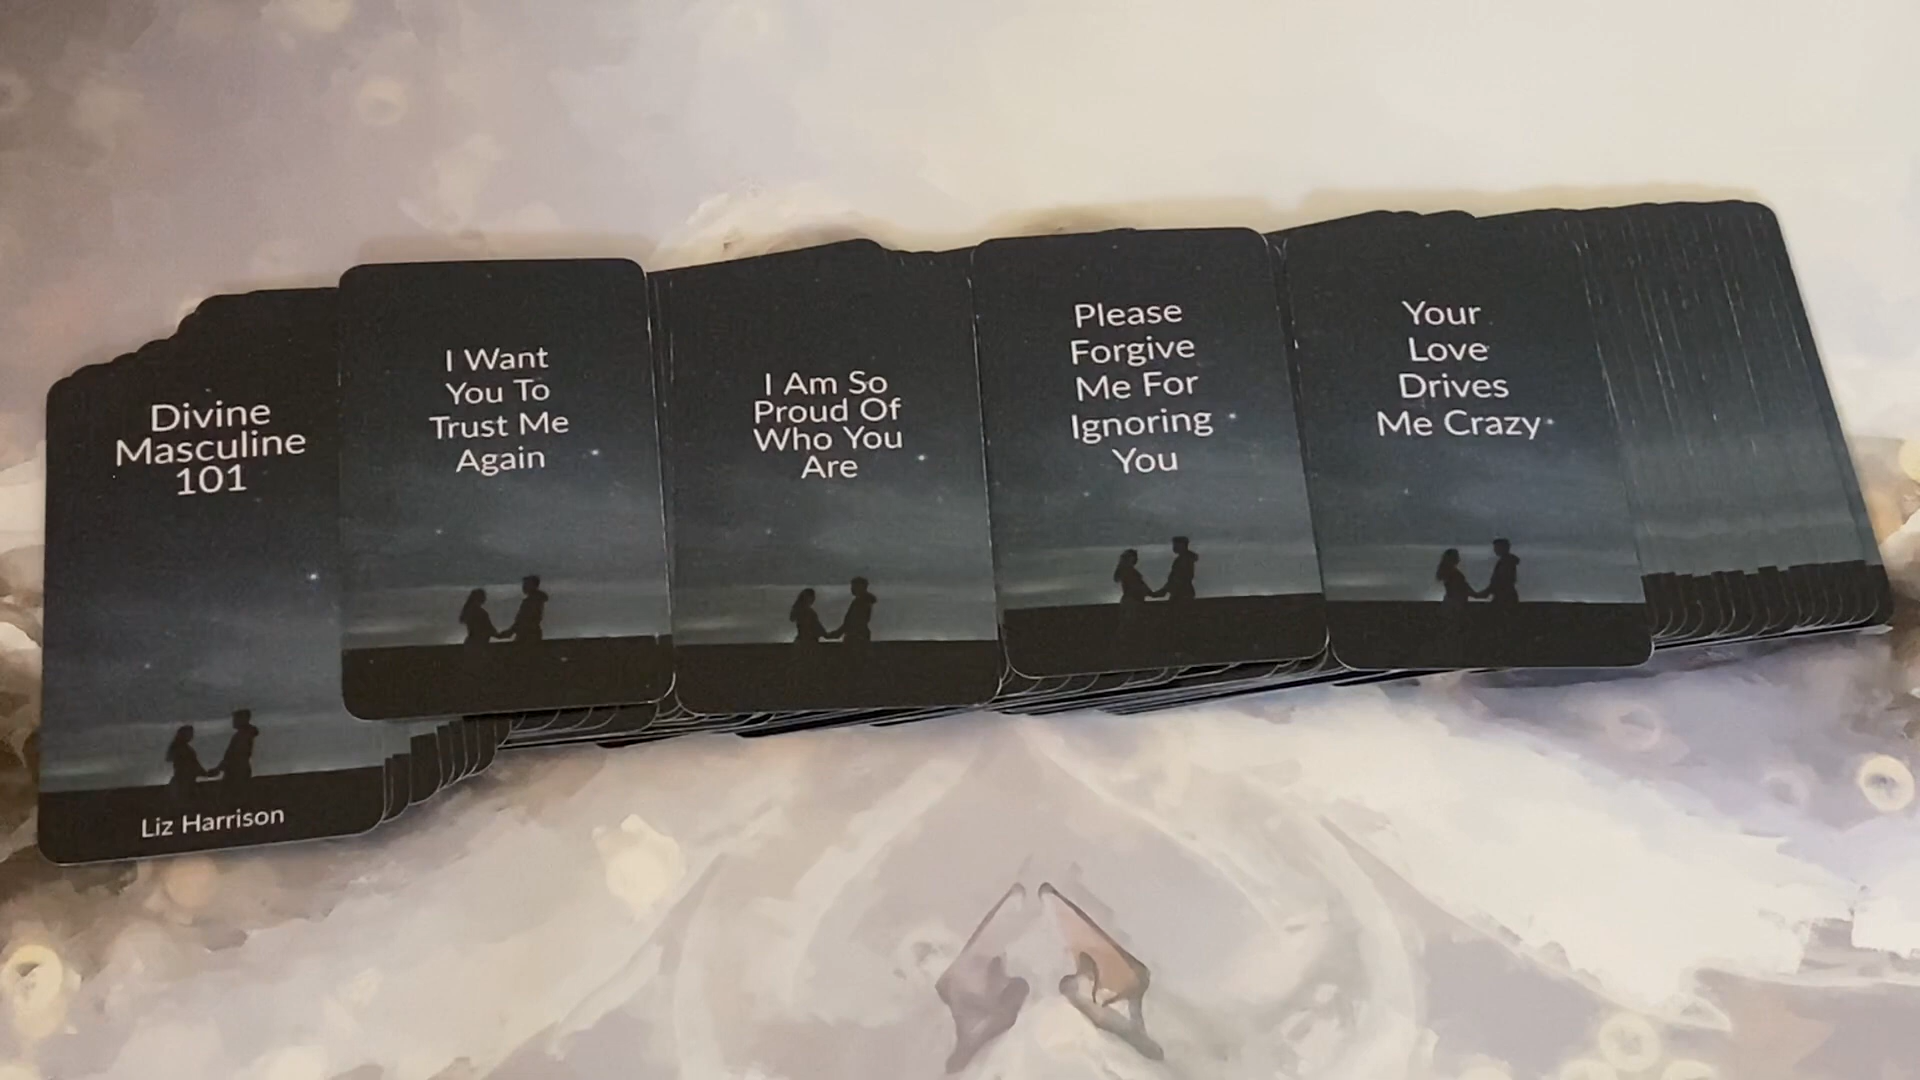 Divine
Masculine
101
Liz Harrison
I Want
You To
Trust Me
Again
I Am So
Proud Of
Who You
Are
Please
Forgive
Me For
Ignoring
You
Your
Love
Drives
Me Crazy